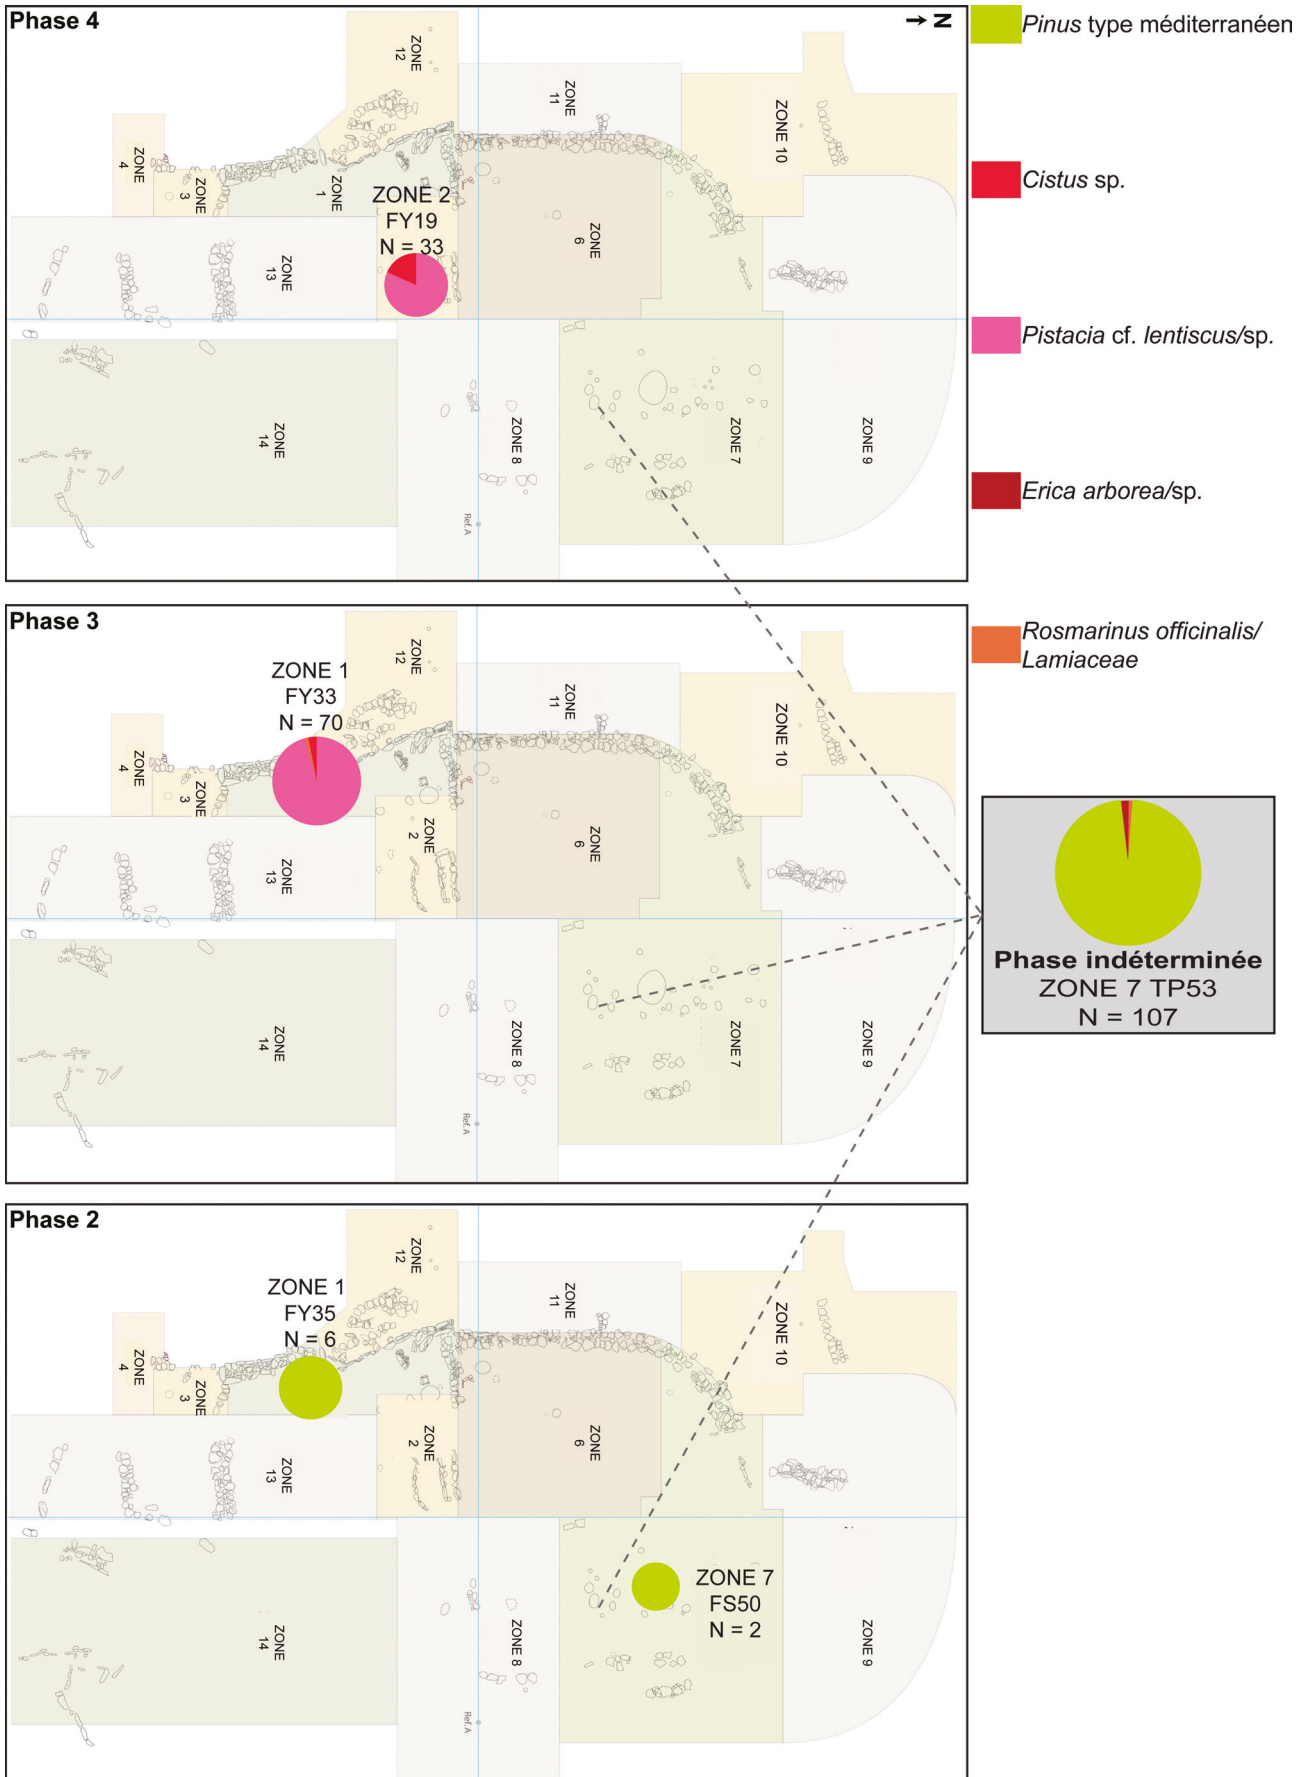 Phase 4
→ N
ZONE
12
ZONE
11
ZONE 10
ZONE
4
ZONE
3
ZONE
1
ZONE 2
FY19
N = 33
ZONE
6
ZONE
13
ZONE
14
ZONE 8
ZONE 7
ZONE 9
Ref.A
Pinus type méditerranéen
Cistus sp.
Pistacia cf. lentiscus/sp.
Erica arborea/sp.
Rosmarinus officinalis/
Lamiaceae
Phase 3
ZONE
12
ZONE 1
FY33
N = 70
ZONE
11
ZONE 10
ZONE
4
ZONE
3
ZONE
2
ZONE
6
ZONE
13
ZONE
14
ZONE 8
ZONE 7
ZONE 9
Ref.A
Phase indéterminée
ZONE 7 TP53
N = 107
Phase 2
ZONE
12
ZONE 1
FY35
N = 6
ZONE
11
ZONE 10
ZONE
4
ZONE
3
ZONE
2
ZONE
6
ZONE
13
ZONE
14
ZONE 8
ZONE 7
FS50
N = 2
ZONE 9
Ref.A